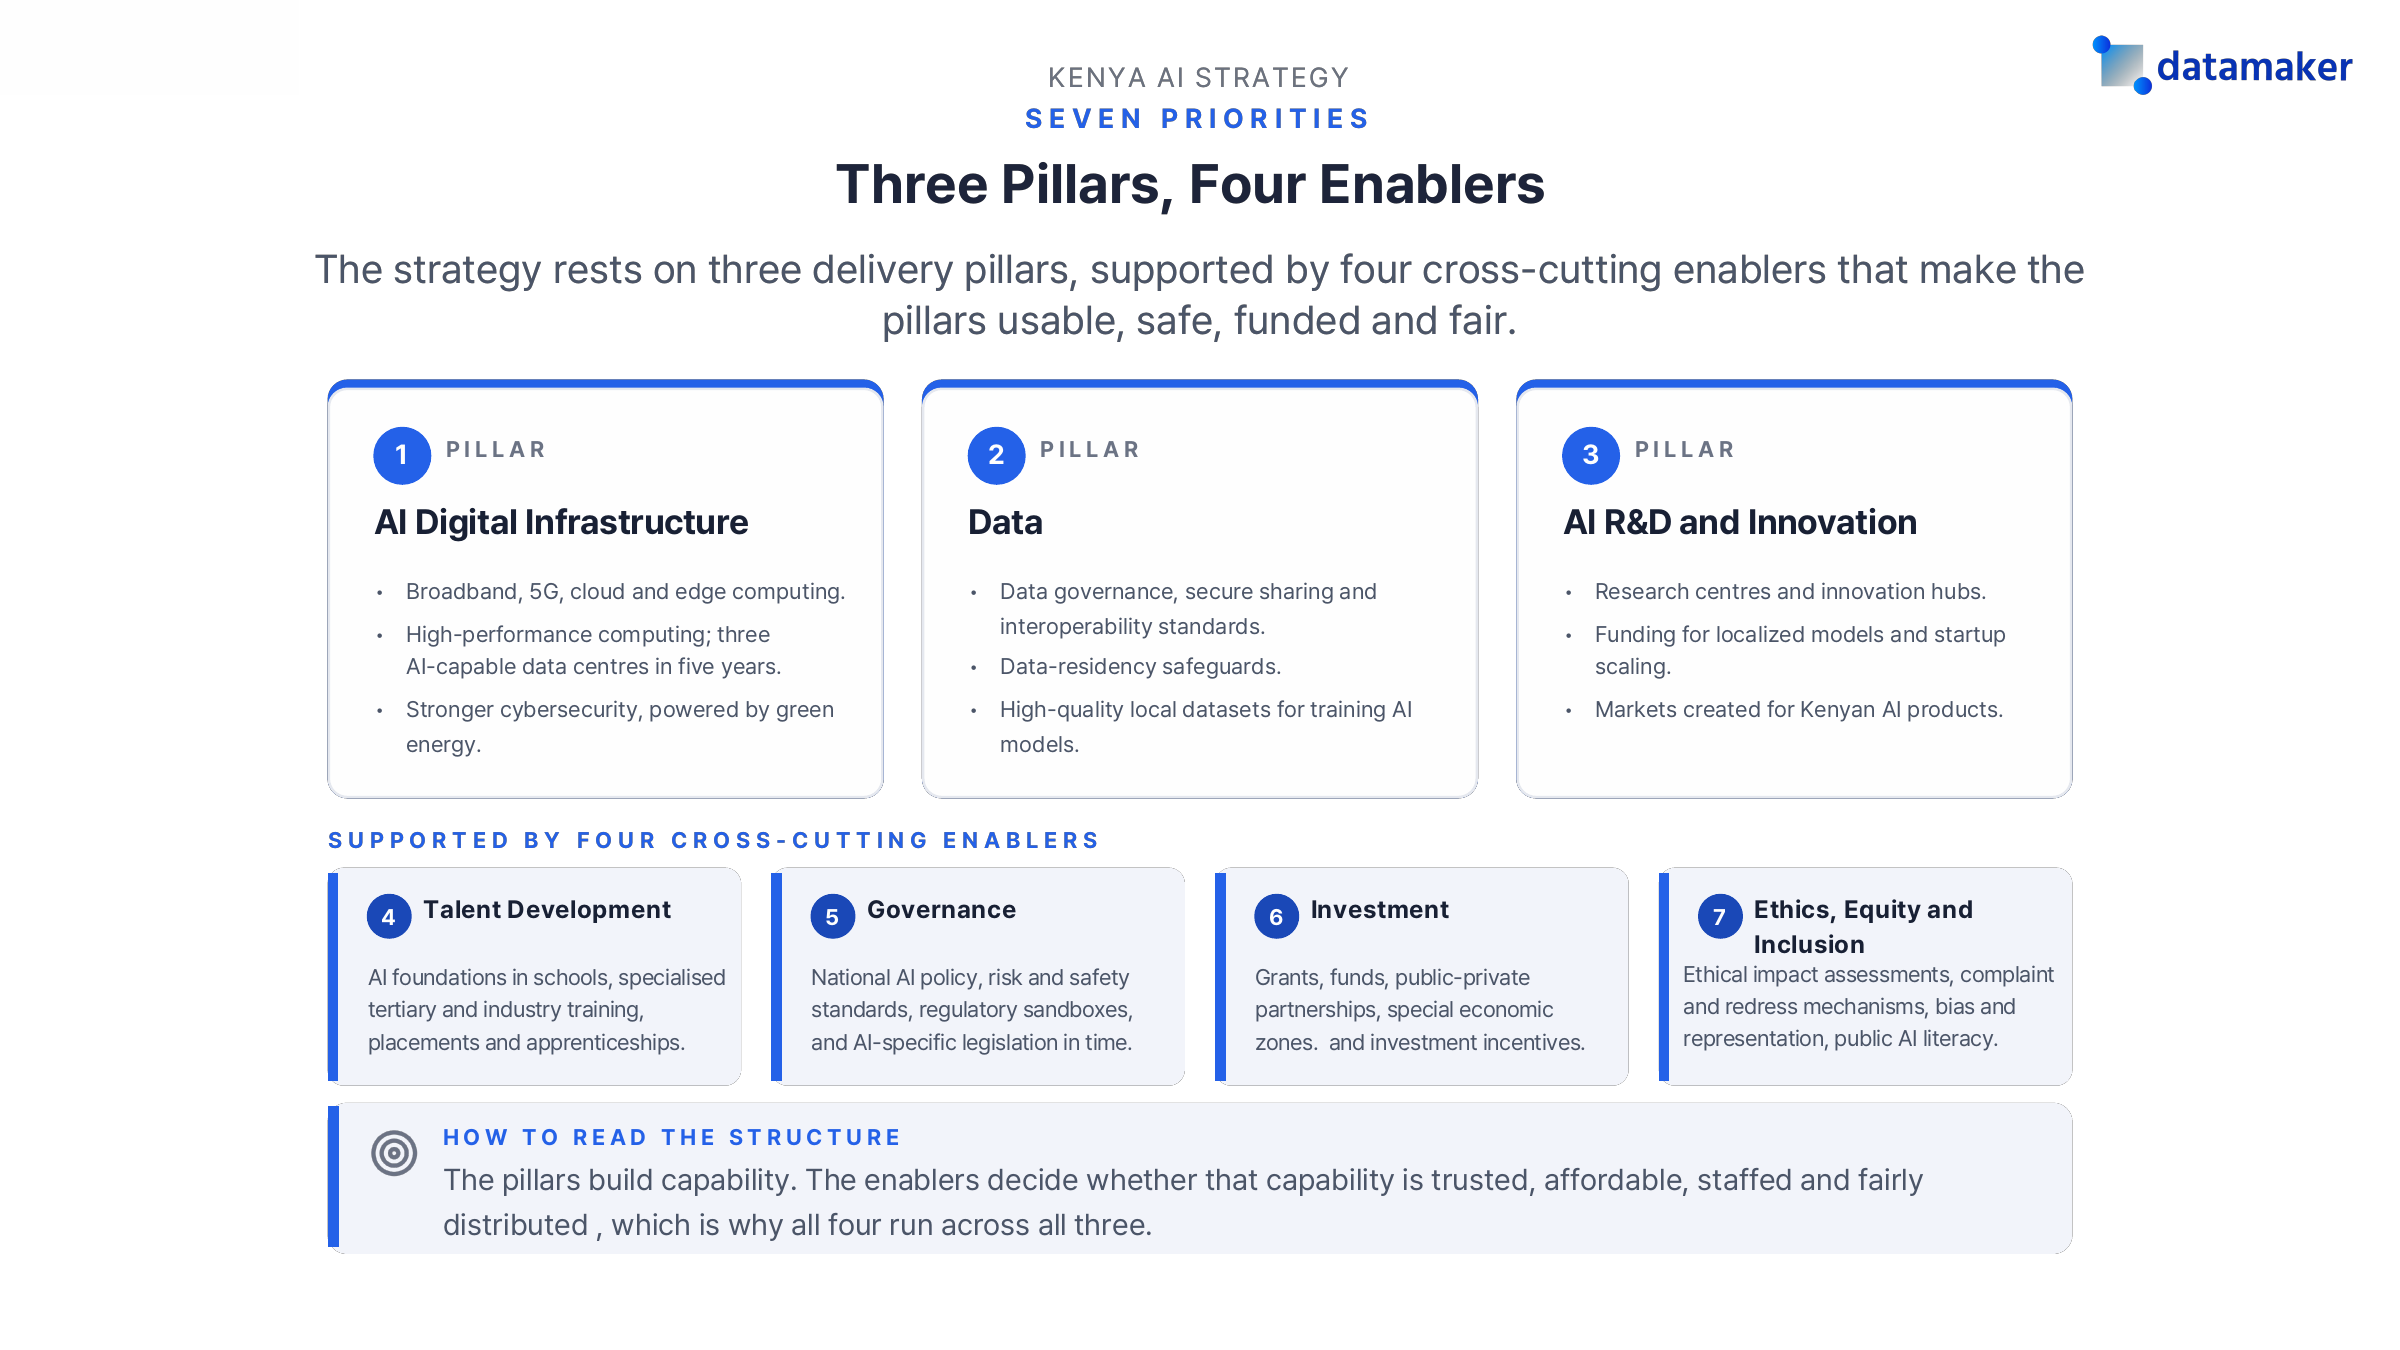 datamaker
KENYA AI STRATEGY
SEVEN PRIORITIES
Three Pillars, Four Enablers
The strategy rests on three delivery pillars, supported by four cross-cutting enablers that make the
pillars usable, safe, funded and fair.
1 PILLAR
AI Digital Infrastructure
• Broadband, 5G, cloud and edge computing.
• High-performance computing; three
AI-capable data centres in five years.
• Stronger cybersecurity, powered by green
energy.
2 PILLAR
Data
• Data governance, secure sharing and
interoperability standards.
• Data-residency safeguards.
• High-quality local datasets for training AI
models.
3 PILLAR
AI R&D and Innovation
• Research centres and innovation hubs.
• Funding for localized models and startup
scaling.
• Markets created for Kenyan AI products.
SUPPORTED BY FOUR CROSS-CUTTING ENABLERS
4 Talent Development
AI foundations in schools, specialised
tertiary and industry training,
placements and apprenticeships.
5 Governance
National AI policy, risk and safety
standards, regulatory sandboxes,
and AI-specific legislation in time.
6 Investment
Grants, funds, public-private
partnerships, special economic
zones.  and investment incentives.
7 Ethics, Equity and
Inclusion
Ethical impact assessments, complaint
and redress mechanisms, bias and
representation, public AI literacy.
HOW TO READ THE STRUCTURE
The pillars build capability. The enablers decide whether that capability is trusted, affordable, staffed and fairly
distributed , which is why all four run across all three.